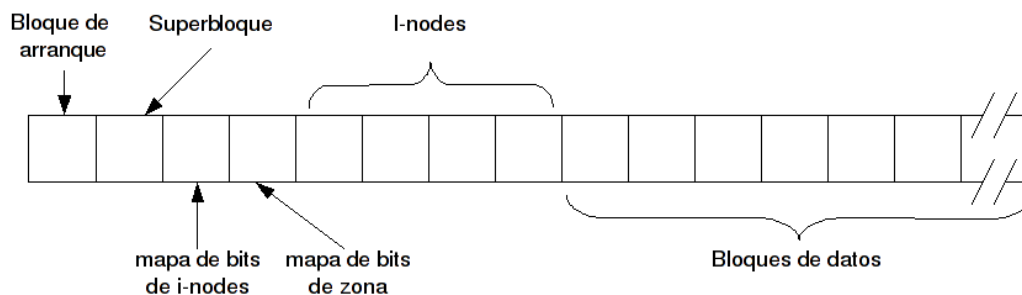 Bloque de
arranque
Superbloque
I-nodes
mapa de bits
de i-nodes
mapa de bits
de zona
Bloques de datos